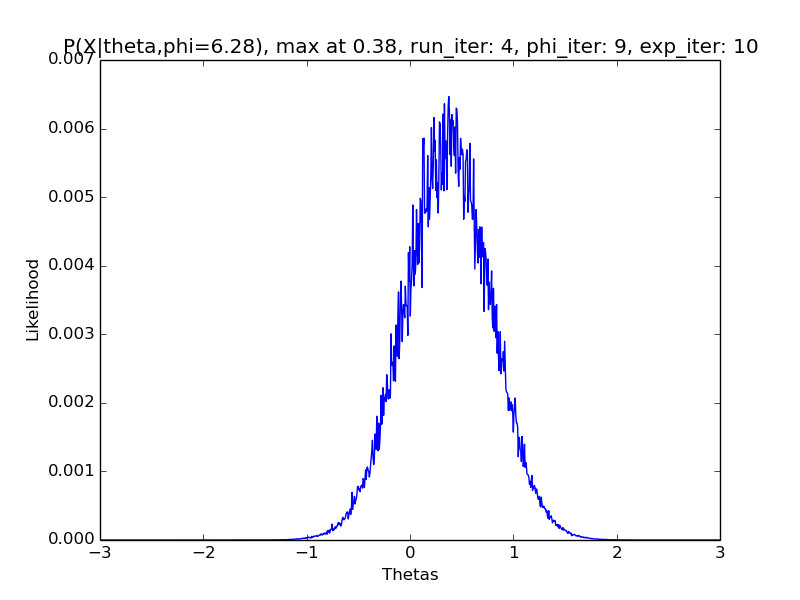 P(X|theta,phi=6.28), max at 0.38, run_iter: 4, phi_iter: 9, exp_iter: 10
0.007
0.006
0.005
0.004
0.003
0.002
0.001
0.000
Likelihood
−3 −2 −1 0 1 2 3
Thetas